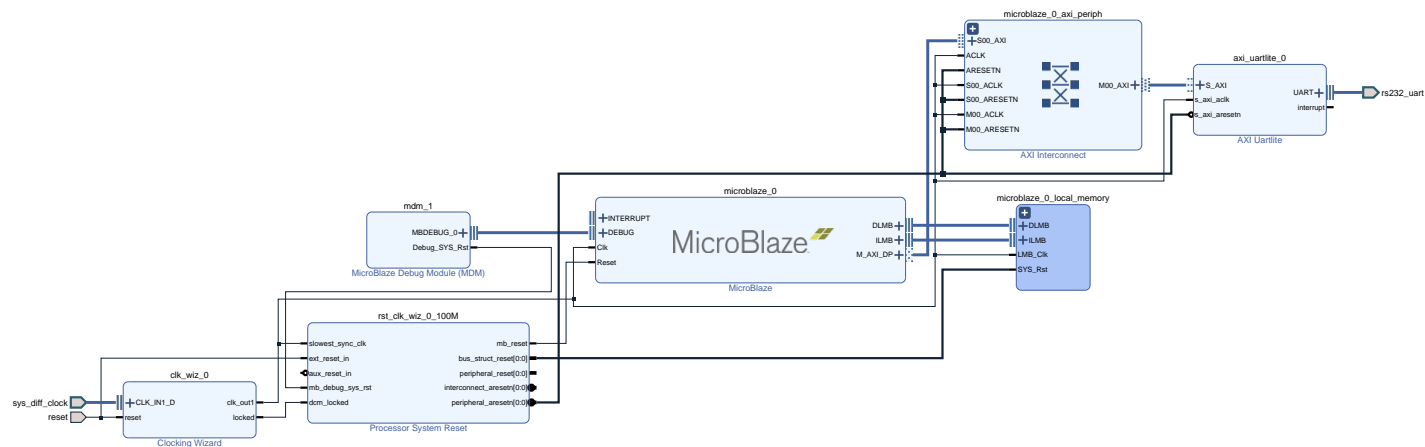 microblaze_0_axi_periph
S00_AXI
ACLK
ARESETN
S00_ACLK
S00_ARESETN
M00_ACLK
M00_ARESETN
M00_AXI
AXI Interconnect
axi_uartlite_0
S_AXI
s_axi_aclk
s_axi_aresetn
UART
interrupt
AXI Uartlite
rs232_uart
mdm_1
MBDEBUG_0
Debug_SYS_Rst
MicroBlaze Debug Module (MDM)
microblaze_0
INTERRUPT
DEBUG
Clk
Reset
MicroBlaze
DLMB
ILMB
M_AXI_DP
MicroBlaze
microblaze_0_local_memory
DLMB
ILMB
LMB_Clk
SYS_Rst
rst_clk_wiz_0_100M
slowest_sync_clk
ext_reset_in
aux_reset_in
mb_debug_sys_rst
dcm_locked
mb_reset
bus_struct_reset[0:0]
peripheral_reset[0:0]
interconnect_aresetn[0:0]
peripheral_aresetn[0:0]
Processor System Reset
sys_diff_clock
reset
clk_wiz_0
CLK_IN1_D
reset
clk_out1
locked
Clocking Wizard